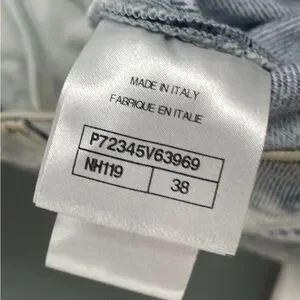 MADE IN ITALY
FABRIQUE EN ITALIE
P72345V63969
NH119 38